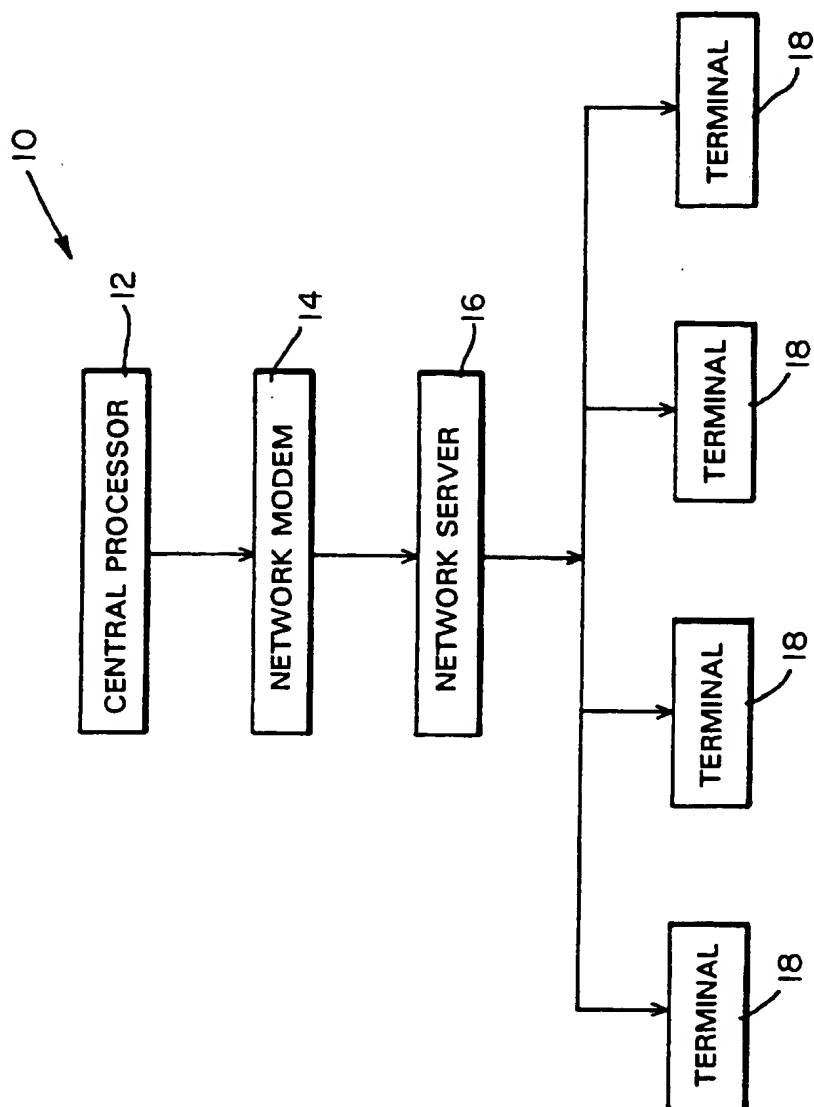 10
CENTRAL PROCESSOR
12
NETWORK MODEM
14
NETWORK SERVER
16
TERMINAL
18
TERMINAL
18
TERMINAL
18
TERMINAL
18